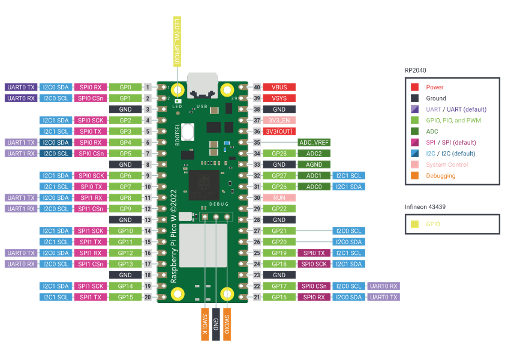 LED (WL_GPIO0)
UART0 TX I2C0 SDA SPI0 RX GP0 1
UART0 RX I2C0 SCL SPI0 CSn GP1 2
GND 3
I2C1 SDA SPI0 SCK GP2 4
I2C1 SCL SPI0 TX GP3 5
UART1 TX I2C0 SDA SPI0 RX GP4 6
UART1 RX I2C0 SCL SPI0 CSn GP5 7
GND 8
I2C1 SDA SPI0 SCK GP6 9
I2C1 SCL SPI0 TX GP7 10
UART1 TX I2C0 SDA SPI1 RX GP8 11
UART1 RX I2C0 SCL SPI1 CSn GP9 12
GND 13
I2C1 SDA SPI1 SCK GP10 14
I2C1 SCL SPI1 TX GP11 15
UART0 TX I2C0 SDA SPI1 RX GP12 16
UART0 RX I2C0 SCL SPI1 CSn GP13 17
GND 18
I2C1 SDA SPI1 SCK GP14 19
I2C1 SCL SPI1 TX GP15 20
LED
USB
BOOTSEL
DEBUG
Raspberry Pi Pico W ©2022
40 VBUS
39 VSYS
38 GND
37 3V3_EN
36 3V3(OUT)
35 ADC_VREF
34 GP28 ADC2
33 GND AGND
32 GP27 ADC1 I2C1 SCL
31 GP26 ADC0 I2C1 SDA
30 RUN
29 GP22
28 GND
27 GP21 I2C0 SCL
26 GP20 I2C0 SDA
25 GP19 SPI0 TX I2C1 SCL
24 GP18 SPI0 SCK I2C1 SDA
23 GND
22 GP17 SPI0 CSn I2C0 SCL UART0 RX
21 GP16 SPI0 RX I2C0 SDA UART0 TX
SWCLK
GND
SWDIO
RP2040
Power
Ground
UART / UART (default)
GPIO, PIO, and PWM
ADC
SPI / SPI (default)
I2C / I2C (default)
System Control
Debugging
Infineon 43439
GPIO